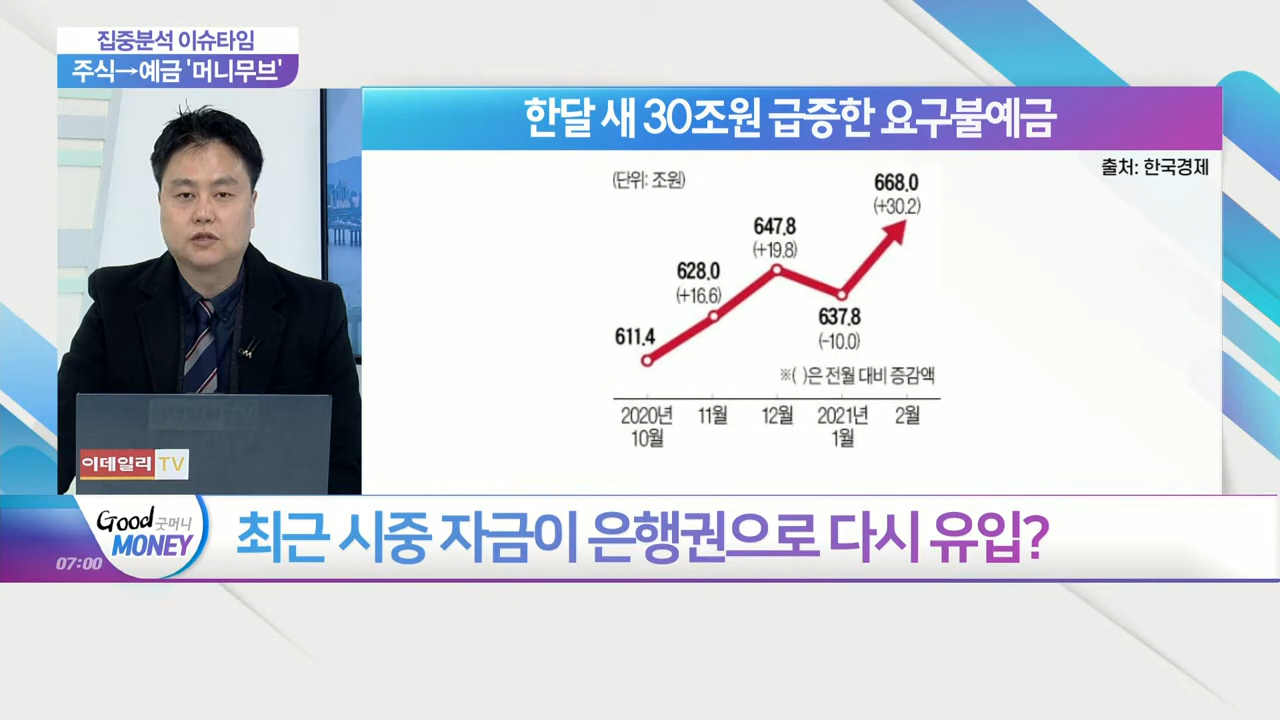 집중분석 이슈타임
주식→예금 '머니무브'
한달 새 30조원 급증한 요구불예금
출처: 한국경제
(단위: 조원)
668.0
(+30.2)
647.8
(+19.8)
628.0
(+16.6)
611.4
637.8
(-10.0)
※( )은 전월 대비 증감액
2020년 11월 12월 2021년 2월
10월 1월
이데일리 TV
Good 굿머니
MONEY
최근 시중 자금이 은행권으로 다시 유입?
07:00